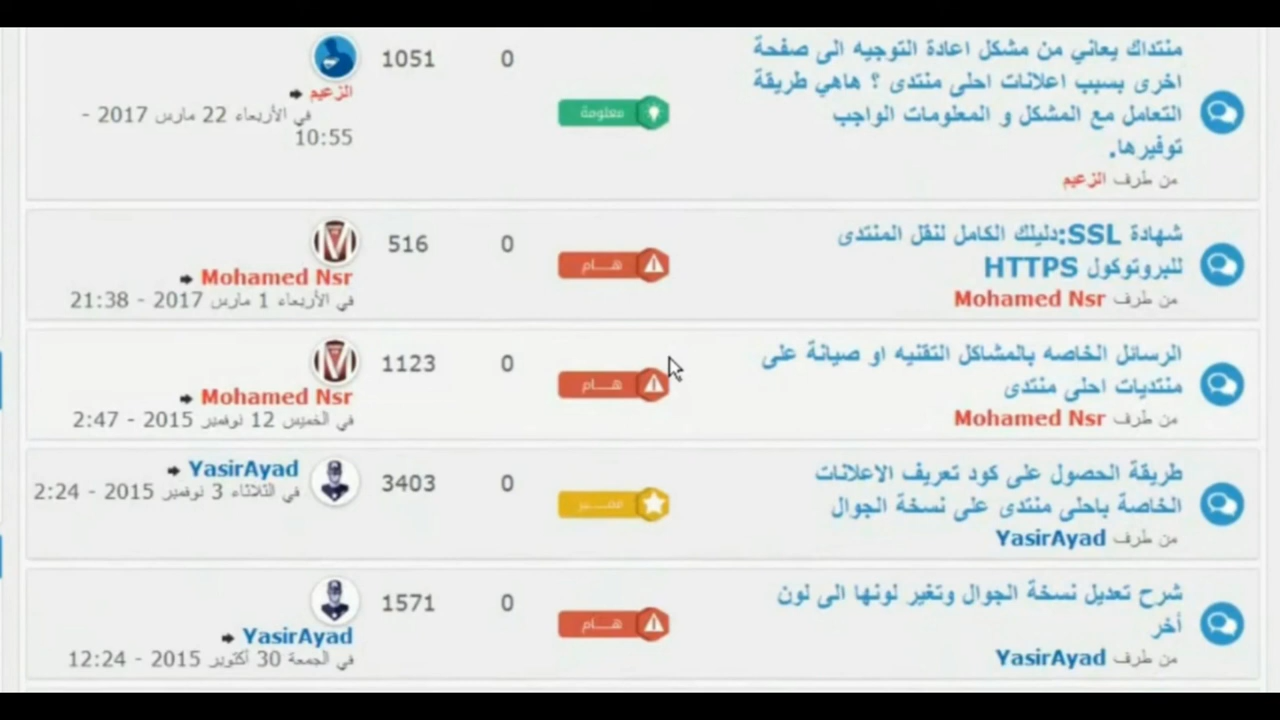 منتداك يعاني من مشكل اعادة التوجيه الى صفحة
اخرى بسبب اعلانات احلى منتدى ؟ هاهي طريقة
التعامل مع المشكل و المعلومات الواجب
توفيرها.
من طرف الزعيم
معلومة
0
1051
الزعيم
في الأربعاء 22 مارس 2017 -
10:55
شهادة SSL:دليلك الكامل لنقل المنتدى
للبروتوكول HTTPS
من طرف Mohamed Nsr
هـــام
0
516
Mohamed Nsr
في الأربعاء 1 مارس 2017 - 21:38
الرسائل الخاصه بالمشاكل التقنيه او صيانة على
منتديات احلى منتدى
من طرف Mohamed Nsr
هـــام
0
1123
Mohamed Nsr
في الخميس 12 نوفمبر 2015 - 2:47
طريقة الحصول على كود تعريف الاعلانات
الخاصة باحلى منتدى على نسخة الجوال
من طرف YasirAyad
0
3403
YasirAyad
في الثلاثاء 3 نوفمبر 2015 - 2:24
شرح تعديل نسخة الجوال وتغير لونها الى لون
أخر
من طرف YasirAyad
هـــام
0
1571
YasirAyad
في الجمعة 30 أكتوبر 2015 - 12:24